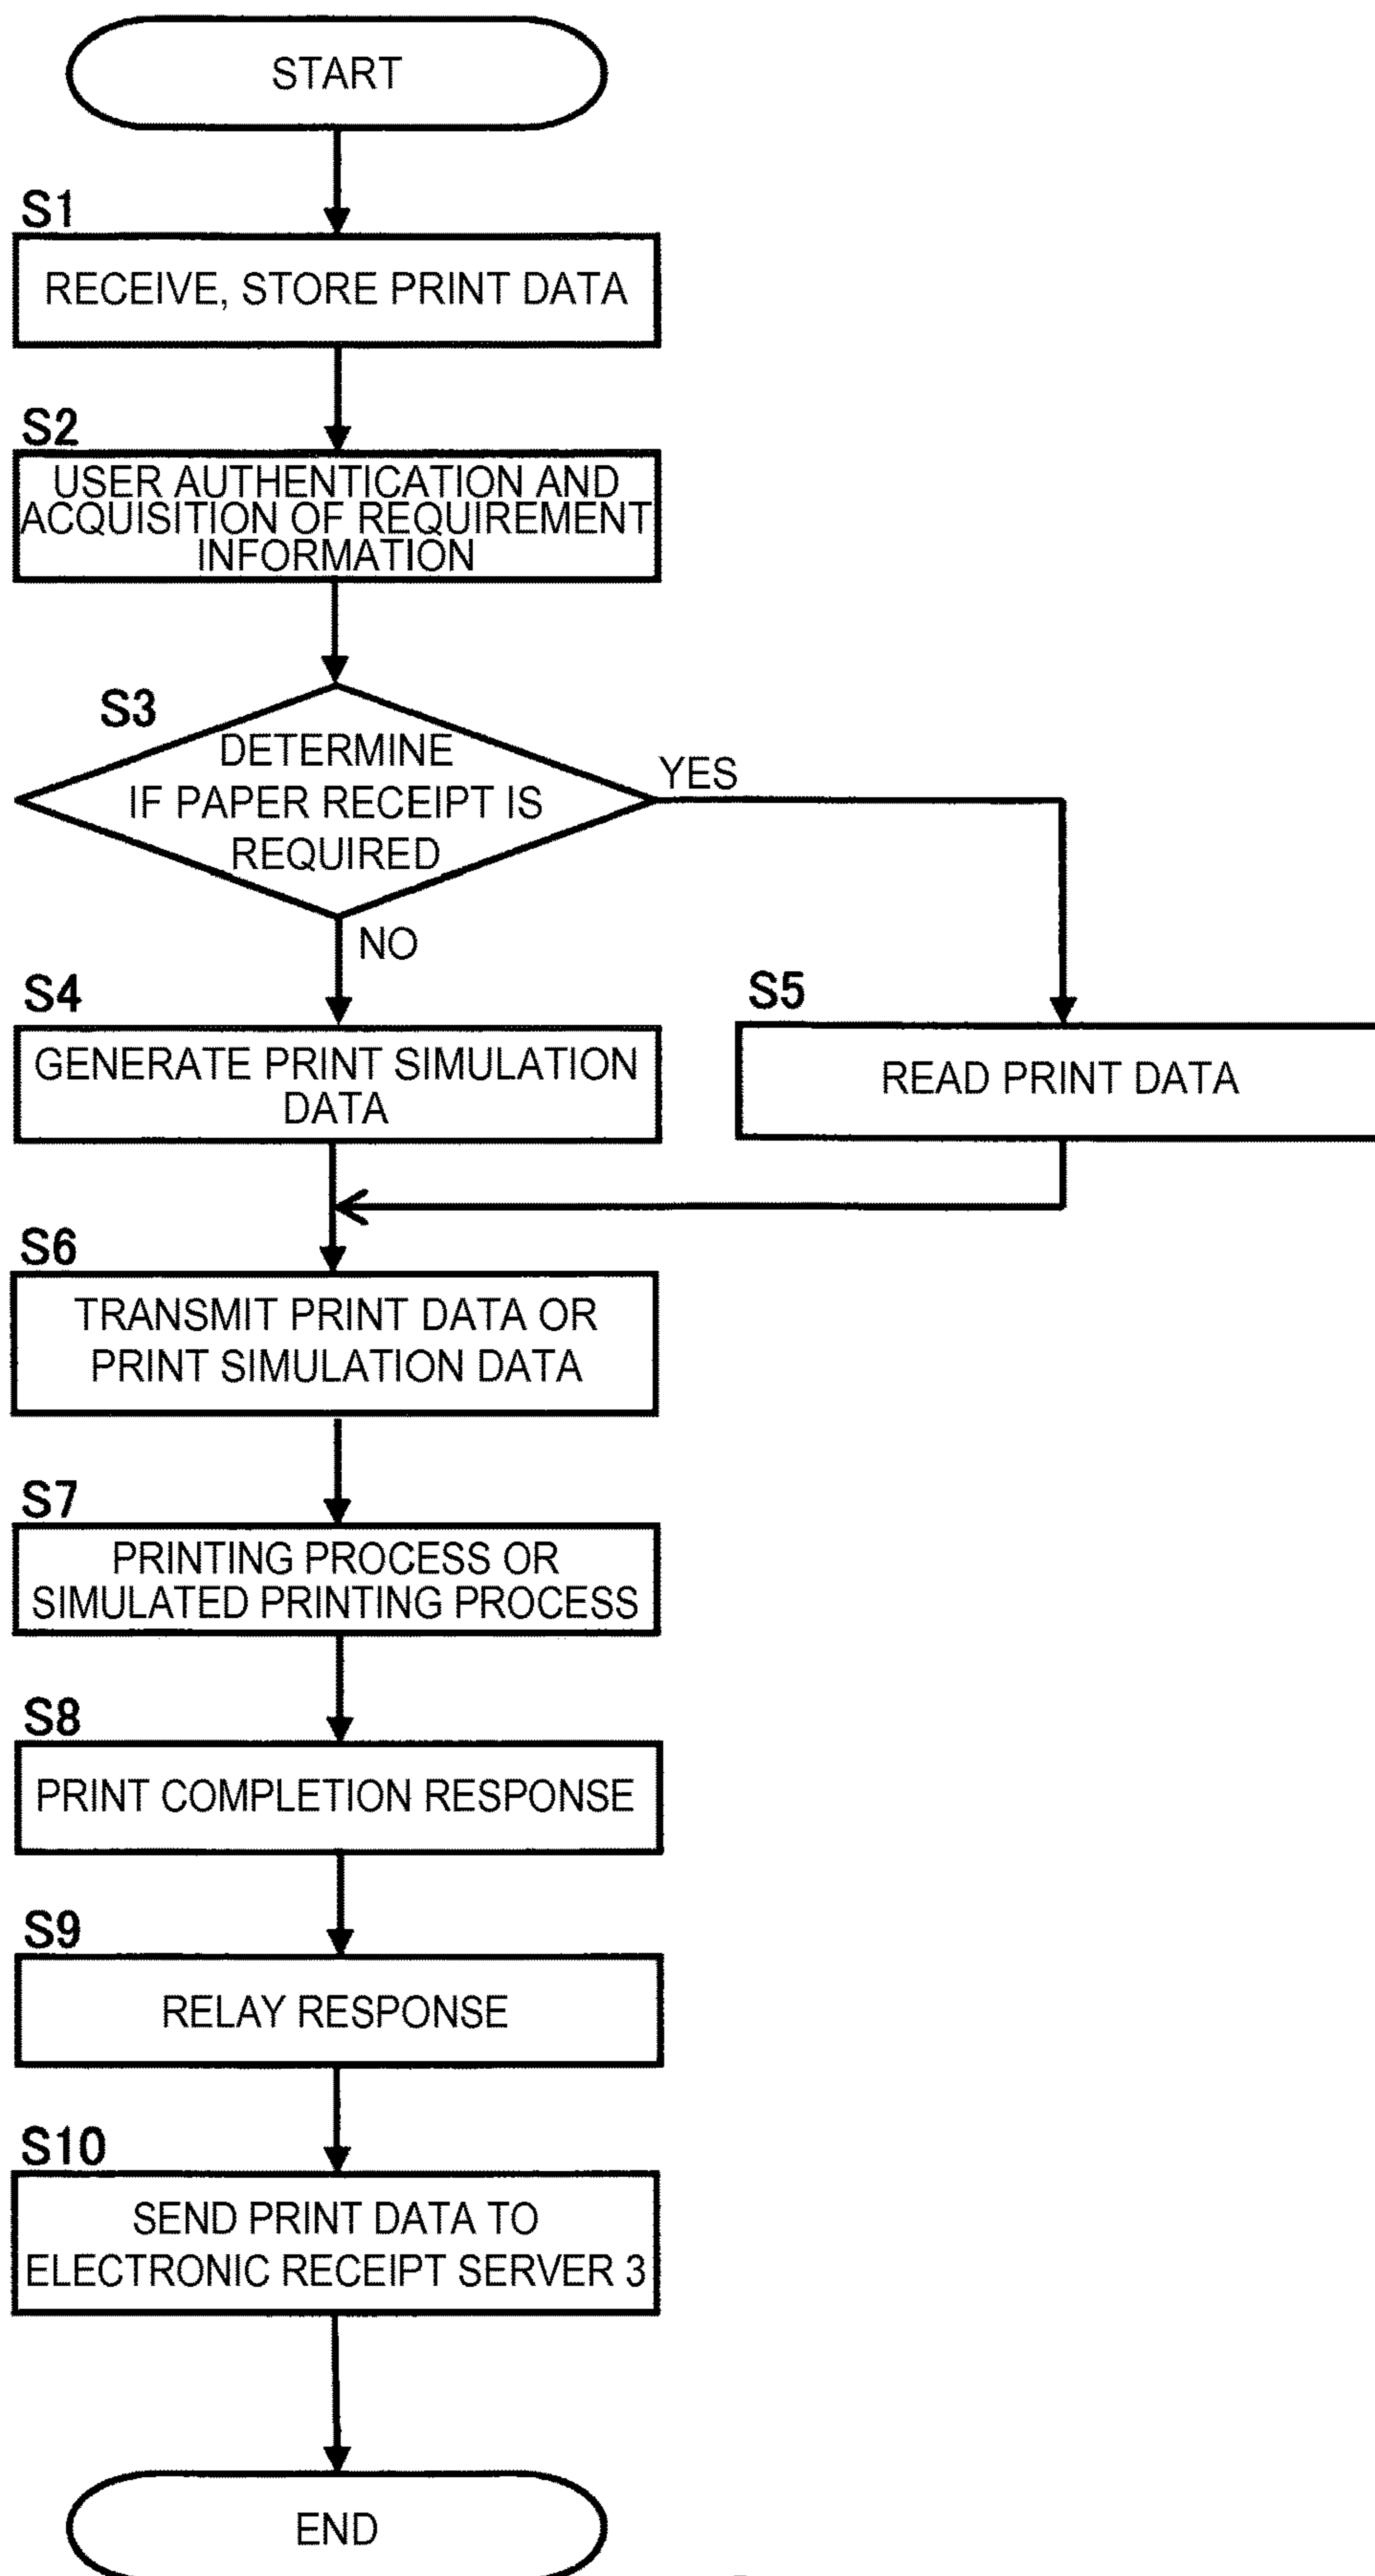 START
S1
RECEIVE, STORE PRINT DATA
S2
USER AUTHENTICATION AND
ACQUISITION OF REQUIREMENT
INFORMATION
S3
DETERMINE
IF PAPER RECEIPT IS
REQUIRED
YES
NO
S4
GENERATE PRINT SIMULATION
DATA
S5
READ PRINT DATA
S6
TRANSMIT PRINT DATA OR
PRINT SIMULATION DATA
S7
PRINTING PROCESS OR
SIMULATED PRINTING PROCESS
S8
PRINT COMPLETION RESPONSE
S9
RELAY RESPONSE
S10
SEND PRINT DATA TO
ELECTRONIC RECEIPT SERVER 3
END